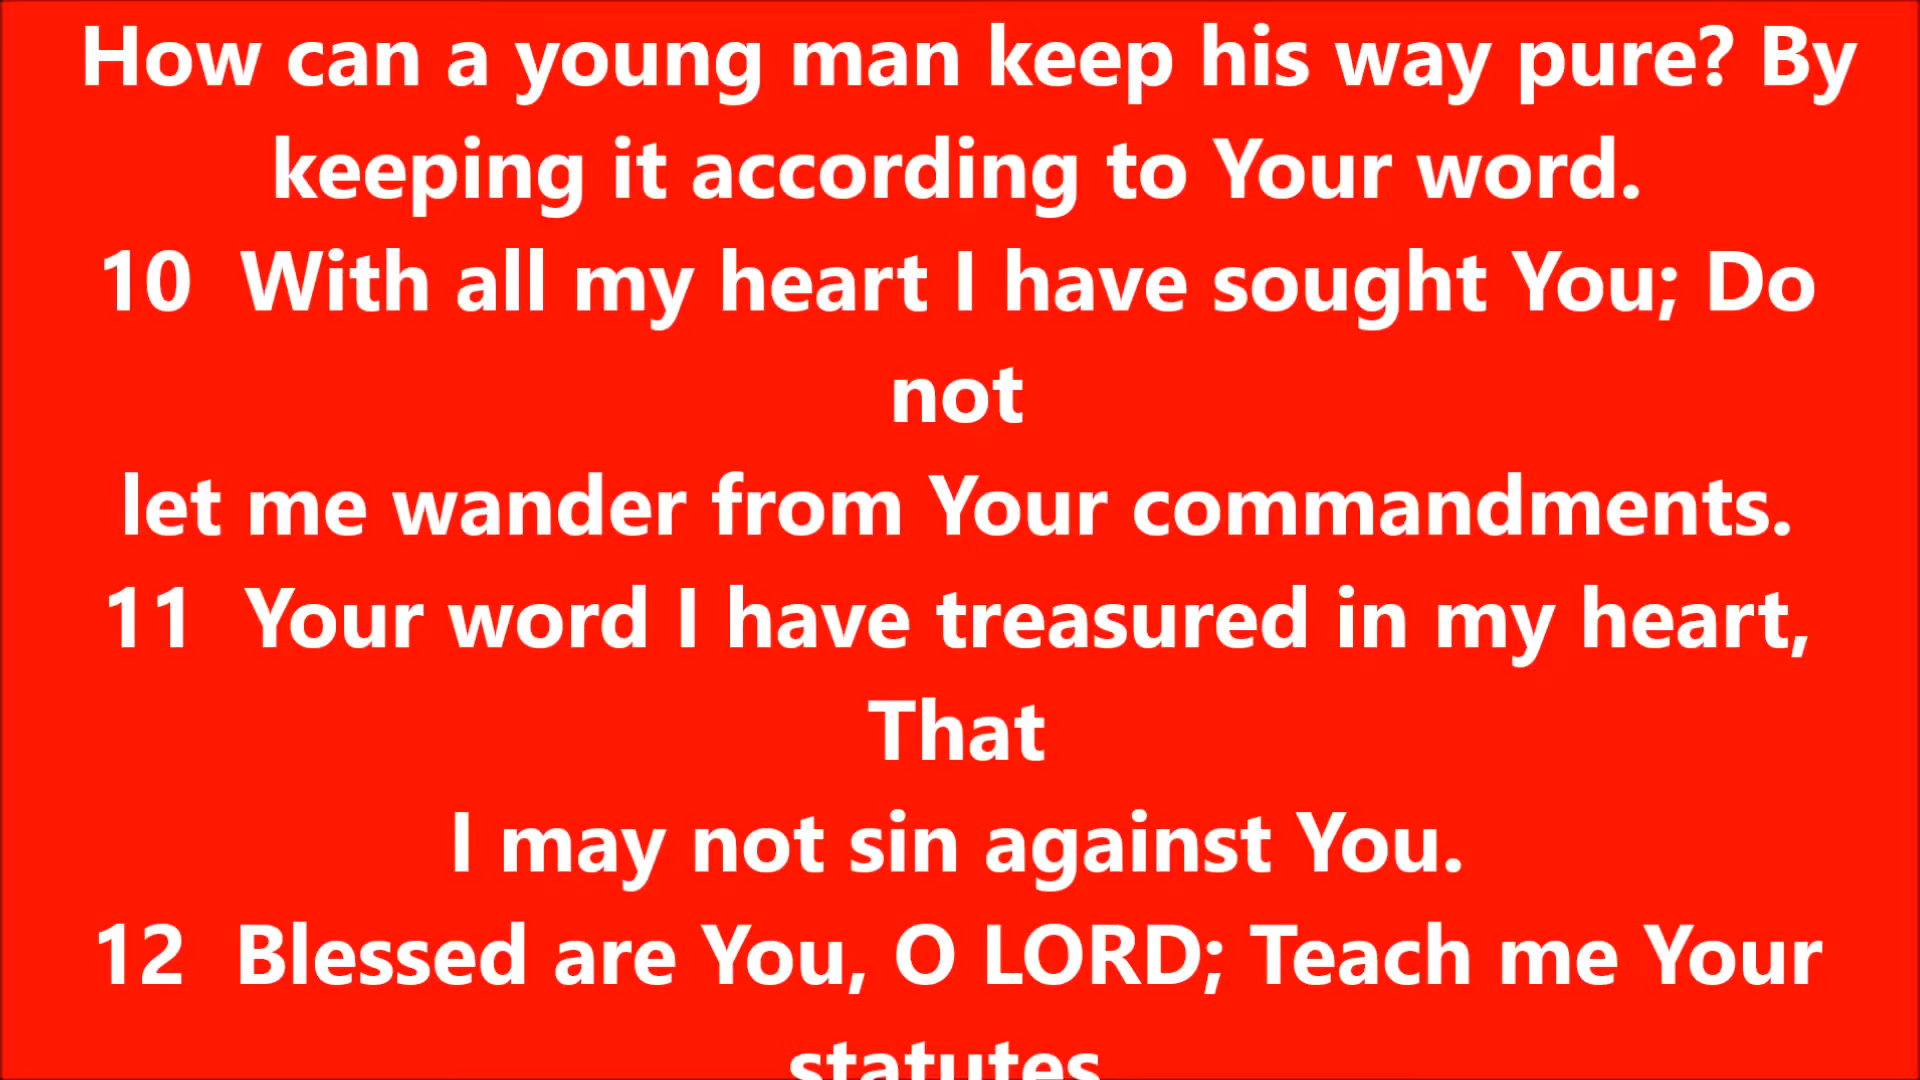 How can a young man keep his way pure? By
keeping it according to Your word.
10 With all my heart I have sought You; Do
not
let me wander from Your commandments.
11 Your word I have treasured in my heart,
That
I may not sin against You.
12 Blessed are You, O LORD; Teach me Your
statutes